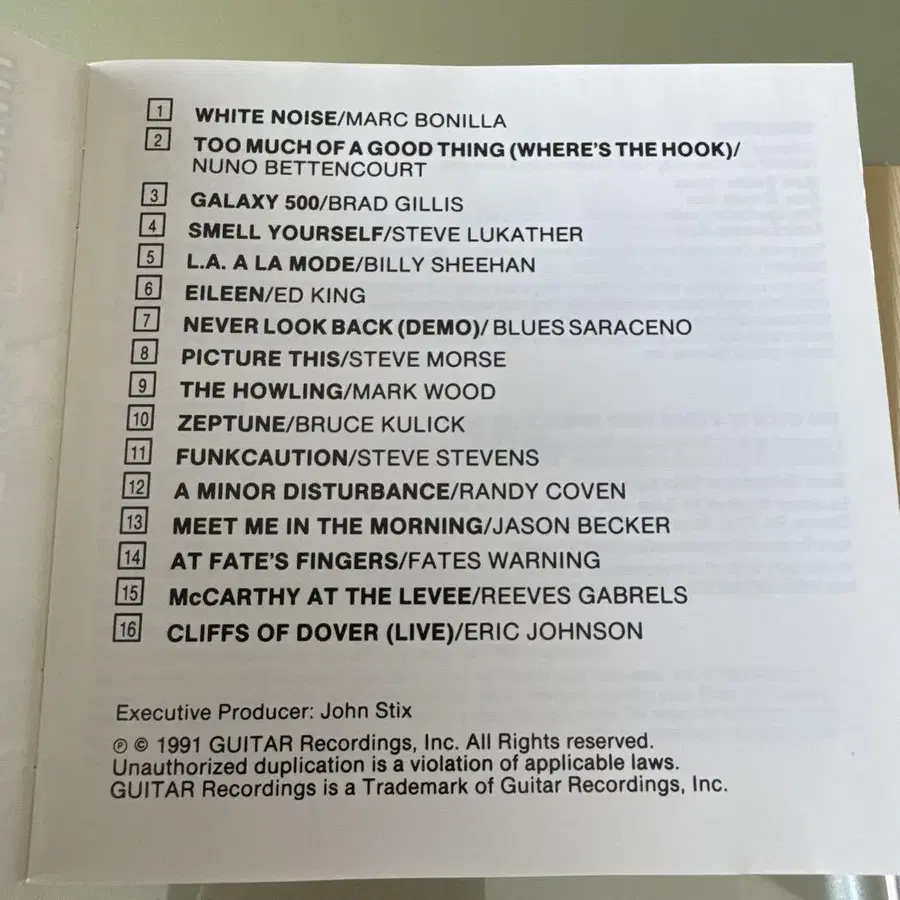 1 WHITE NOISE/MARC BONILLA
2 TOO MUCH OF A GOOD THING (WHERE'S THE HOOK)/
NUNO BETTENCOURT
3 GALAXY 500/BRAD GILLIS
4 SMELL YOURSELF/STEVE LUKATHER
5 L.A. A LA MODE/BILLY SHEEHAN
6 EILEEN/ED KING
7 NEVER LOOK BACK (DEMO)/ BLUES SARACENO
8 PICTURE THIS/STEVE MORSE
9 THE HOWLING/MARK WOOD
10 ZEPTUNE/BRUCE KULICK
11 FUNKCAUTION/STEVE STEVENS
12 A MINOR DISTURBANCE/RANDY COVEN
13 MEET ME IN THE MORNING/JASON BECKER
14 AT FATE'S FINGERS/FATES WARNING
15 McCARTHY AT THE LEVEE/REEVES GABRELS
16 CLIFFS OF DOVER (LIVE)/ERIC JOHNSON
Executive Producer: John Stix
℗ © 1991 GUITAR Recordings, Inc. All Rights reserved.
Unauthorized duplication is a violation of applicable laws.
GUITAR Recordings is a Trademark of Guitar Recordings, Inc.